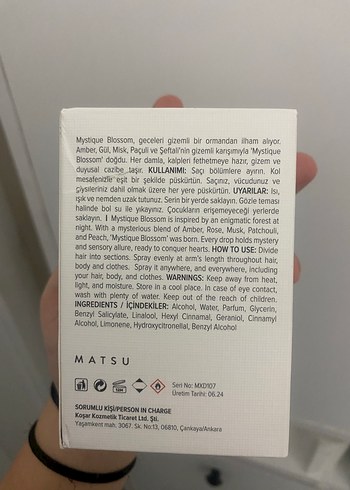 Mystique Blossom, geceleri gizemli bir ormandan ilham alıyor.
Amber, Gül, Misk, Paçuli ve Şeftali'nin gizemli karışımıyla 'Mystique
Blossom' doğdu. Her damla, kalpleri fethetmeye hazır, gizem ve
duyusal cazibe taşır. KULLANIMI: Saçı bölümlere ayırın. Kol
mesafenizle eşit bir şekilde püskürtün. Saçınız, vücudunuz ve
giysileriniz dahil olmak üzere her yere püskürtün. UYARILAR: Isı,
ışık ve nemden uzak tutunuz. Serin bir yerde saklayın. Gözle teması
halinde bol su ile yıkayınız. Çocukların erişemeyeceği yerlerde
saklayın. | Mystique Blossom is inspired by an enigmatic forest at
night. With a mysterious blend of Amber, Rose, Musk, Patchouli,
and Peach, 'Mystique Blossom' was born. Every drop holds mystery
and sensory allure, ready to conquer hearts. HOW TO USE: Divide
hair into sections. Spray evenly at arm's length throughout hair,
body and clothes. Spray it anywhere and everywhere, including
your hair, body, and clothes. WARNINGS: Keep away from heat,
light, and moisture. Store in a cool place. In case of eye contact,
wash with plenty of water. Keep out of the reach of children.
INGREDIENTS / İÇİNDEKİLER: Alcohol, Water, Parfum, Glycerin,
Benzyl Salicylate, Linalool, Hexyl Cinnamal, Geraniol, Cinnamyl
Alcohol, Limonene, Hydroxycitronellal, Benzyl Alcohol
MATSU
Seri No: MXD107
Üretim Tarihi: 06.24
SORUMLU KİŞİ/PERSON IN CHARGE
Koşar Kozmetik Ticaret Ltd. Şti.
Yaşamkent mah. 3067. Sk. No:13, 06810, Çankaya/Ankara